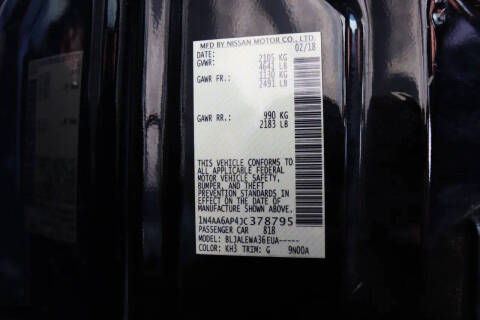 MFD BY NISSAN MOTOR CO., LTD.
DATE: 02/18
GVWR: 2105 KG
4641 LB
GAWR FR.: 1130 KG
2491 LB
GAWR RR.: 990 KG
2183 LB
THIS VEHICLE CONFORMS TO
ALL APPLICABLE FEDERAL
MOTOR VEHICLE SAFETY,
BUMPER, AND THEFT
PREVENTION STANDARDS IN
EFFECT ON THE DATE OF
MANUFACTURE SHOWN ABOVE.
1N4AA6AP4JC378795
PASSENGER CAR 818
MODEL: BLJALEWA36EUA-----
COLOR: KH3 TRIM: G 9N00A